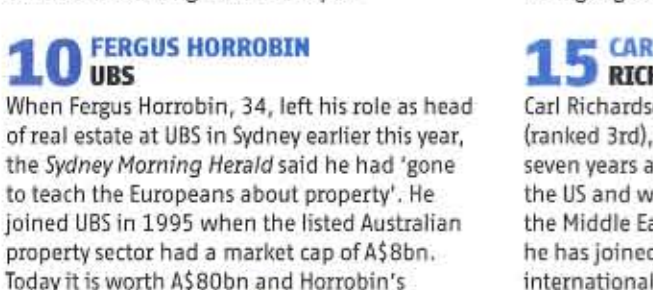 10 FERGUS HORROBIN
UBS
When Fergus Horrobin, 34, left his role as head
of real estate at UBS in Sydney earlier this year,
the Sydney Morning Herald said he had 'gone
to teach the Europeans about property'. He
joined UBS in 1995 when the listed Australian
property sector had a market cap of A$8bn.
Today it is worth A$80bn and Horrobin's
15 CAR
RICH
Carl Richards
(ranked 3rd),
seven years a
the US and w
the Middle Ea
he has joined
international